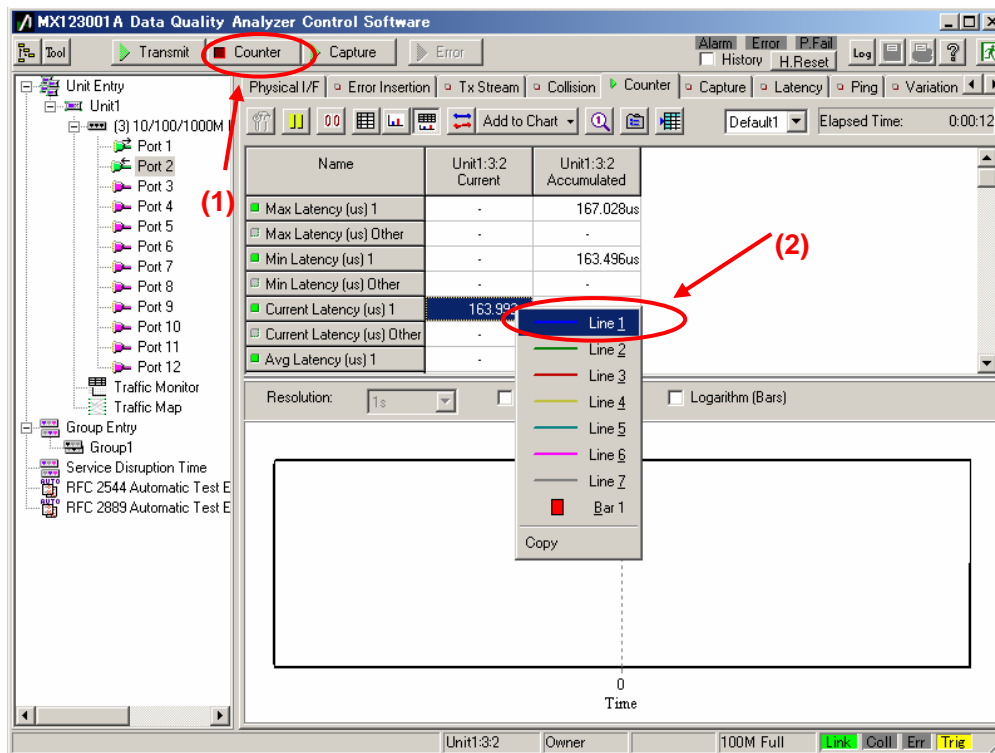 MX123001A Data Quality Analyzer Control Software
Tool Transmit Counter Capture Error
Alarm Error P.Fail
History H.Reset
Log
Unit Entry
Unit1
(3) 10/100/1000M
Port 1
Port 2
Port 3
Port 4
Port 5
Port 6
Port 7
Port 8
Port 9
Port 10
Port 11
Port 12
Traffic Monitor
Traffic Map
Group Entry
Group1
Service Disruption Time
RFC 2544 Automatic Test E
RFC 2889 Automatic Test E
(1)
Physical I/F Error Insertion Tx Stream Collision Counter Capture Latency Ping Variation
Add to Chart Default1 Elapsed Time: 0:00:12
Name Unit1:3:2 Current Unit1:3:2 Accumulated
Max Latency (us) 1 - 167.028us
Max Latency (us) Other - -
Min Latency (us) 1 - 163.496us
Min Latency (us) Other - -
Current Latency (us) 1 163.992
Current Latency (us) Other -
Avg Latency (us) 1 -
(2)
Line 1
Line 2
Line 3
Line 4
Line 5
Line 6
Line 7
Bar 1
Copy
Resolution: 1s Logarithm (Bars)
0
Time
Unit1:3:2 Owner 100M Full Link Coll Err Trig